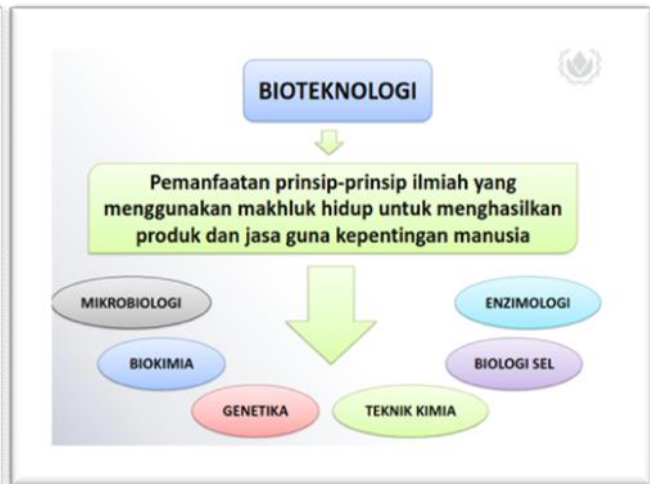 BIOTEKNOLOGI
Pemanfaatan prinsip-prinsip ilmiah yang
menggunakan makhluk hidup untuk menghasilkan
produk dan jasa guna kepentingan manusia
MIKROBIOLOGI
ENZIMOLOGI
BIOKIMIA
BIOLOGI SEL
GENETIKA
TEKNIK KIMIA